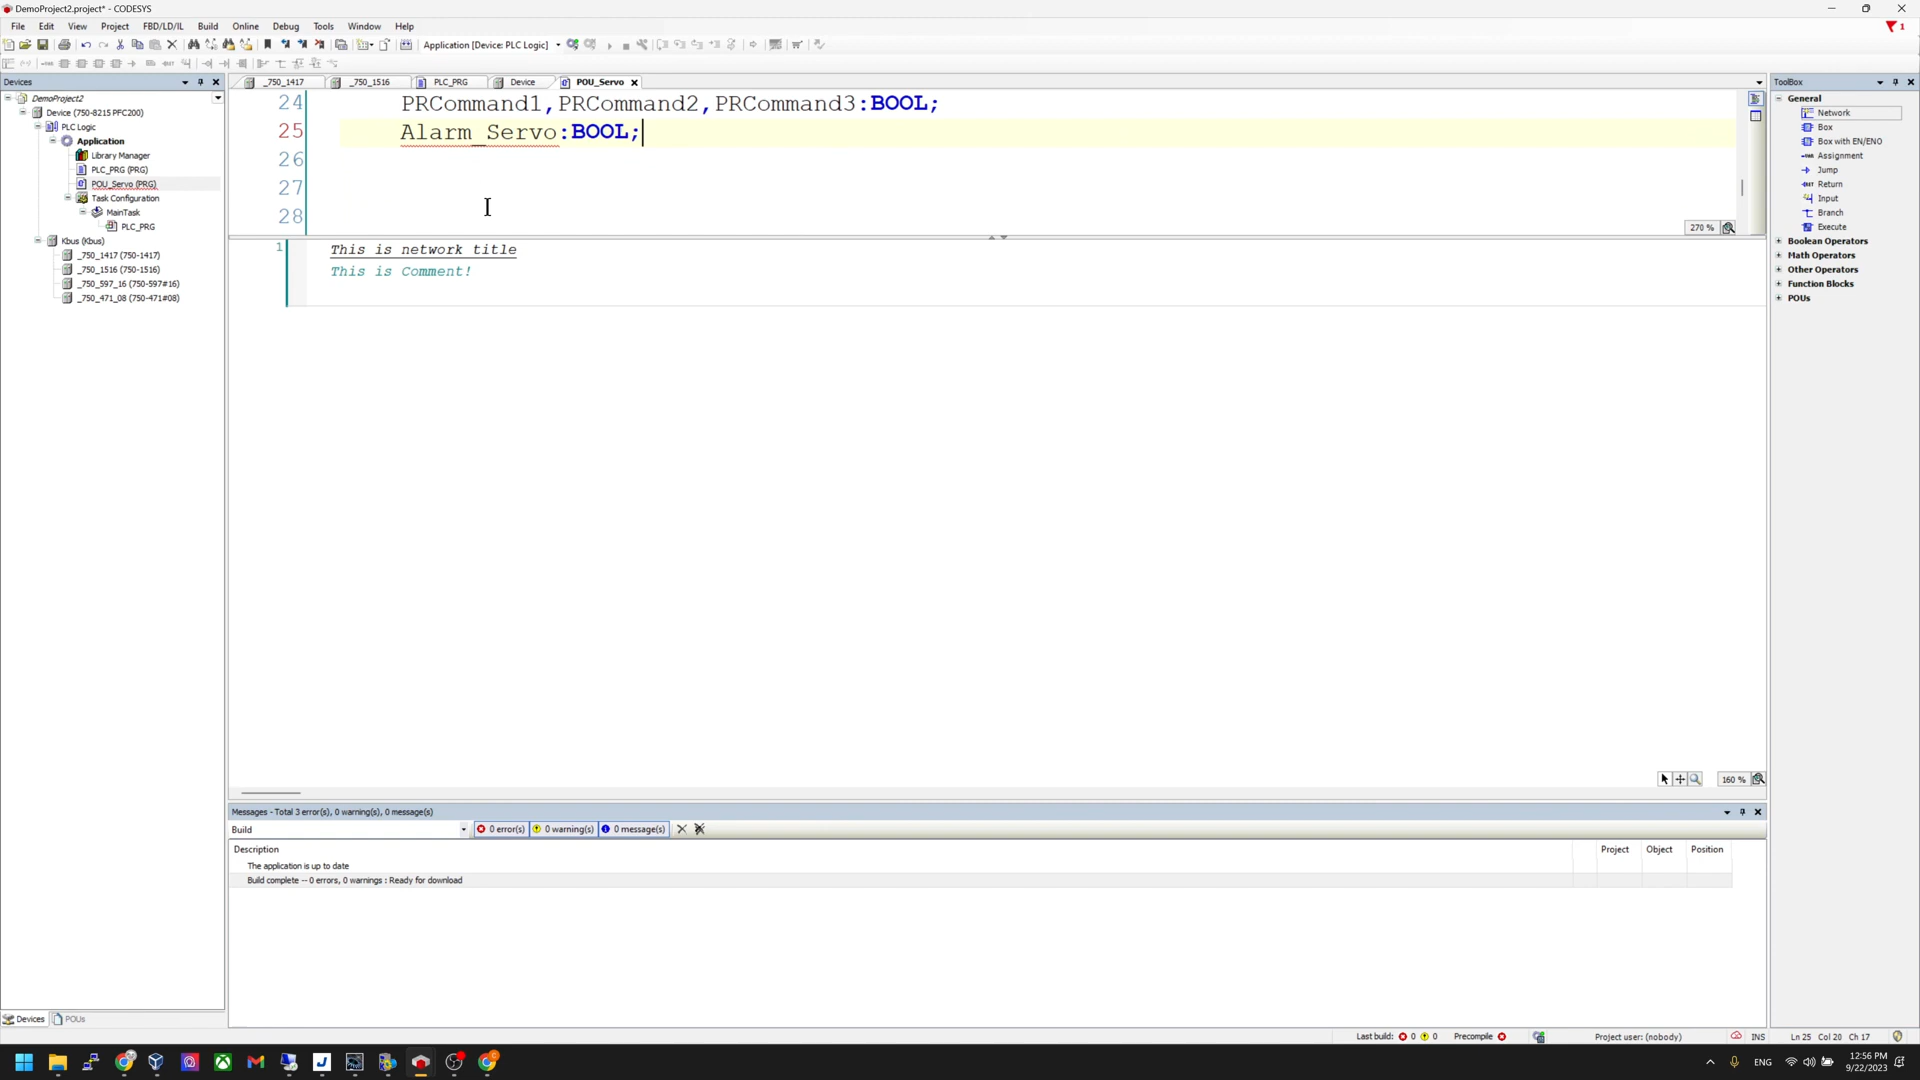 DemoProject2.project* - CODESYS
File Edit View Project FBD/LD/IL Build Online Debug Tools Window Help
1
Application [Device: PLC Logic]
Devices
_750_1417
_750_1516
PLC_PRG
Device
POU_Servo
ToolBox
DemoProject2
Device (750-8215 PFC200)
PLC Logic
Application
Library Manager
PLC_PRG (PRG)
POU_Servo (PRG)
Task Configuration
MainTask
PLC_PRG
Kbus (Kbus)
_750_1417 (750-1417)
_750_1516 (750-1516)
_750_597_16 (750-597#16)
_750_471_08 (750-471#08)
24 PRCommand1,PRCommand2,PRCommand3:BOOL;
25 Alarm_Servo:BOOL;
26
27
28
270 %
1 This is network title
This is Comment!
160 %
General
Network
Box
Box with EN/ENO
Assignment
Jump
Return
Input
Branch
Execute
Boolean Operators
Math Operators
Other Operators
Function Blocks
POUs
Messages - Total 3 error(s), 0 warning(s), 0 message(s)
Build 0 error(s) 0 warning(s) 0 message(s)
Description Project Object Position
The application is up to date
Build complete -- 0 errors, 0 warnings : Ready for download
Devices POUs
Last build: 0 0 Precompile Project user: (nobody) INS Ln 25 Col 20 Ch 17
ENG
12:56 PM
9/22/2023